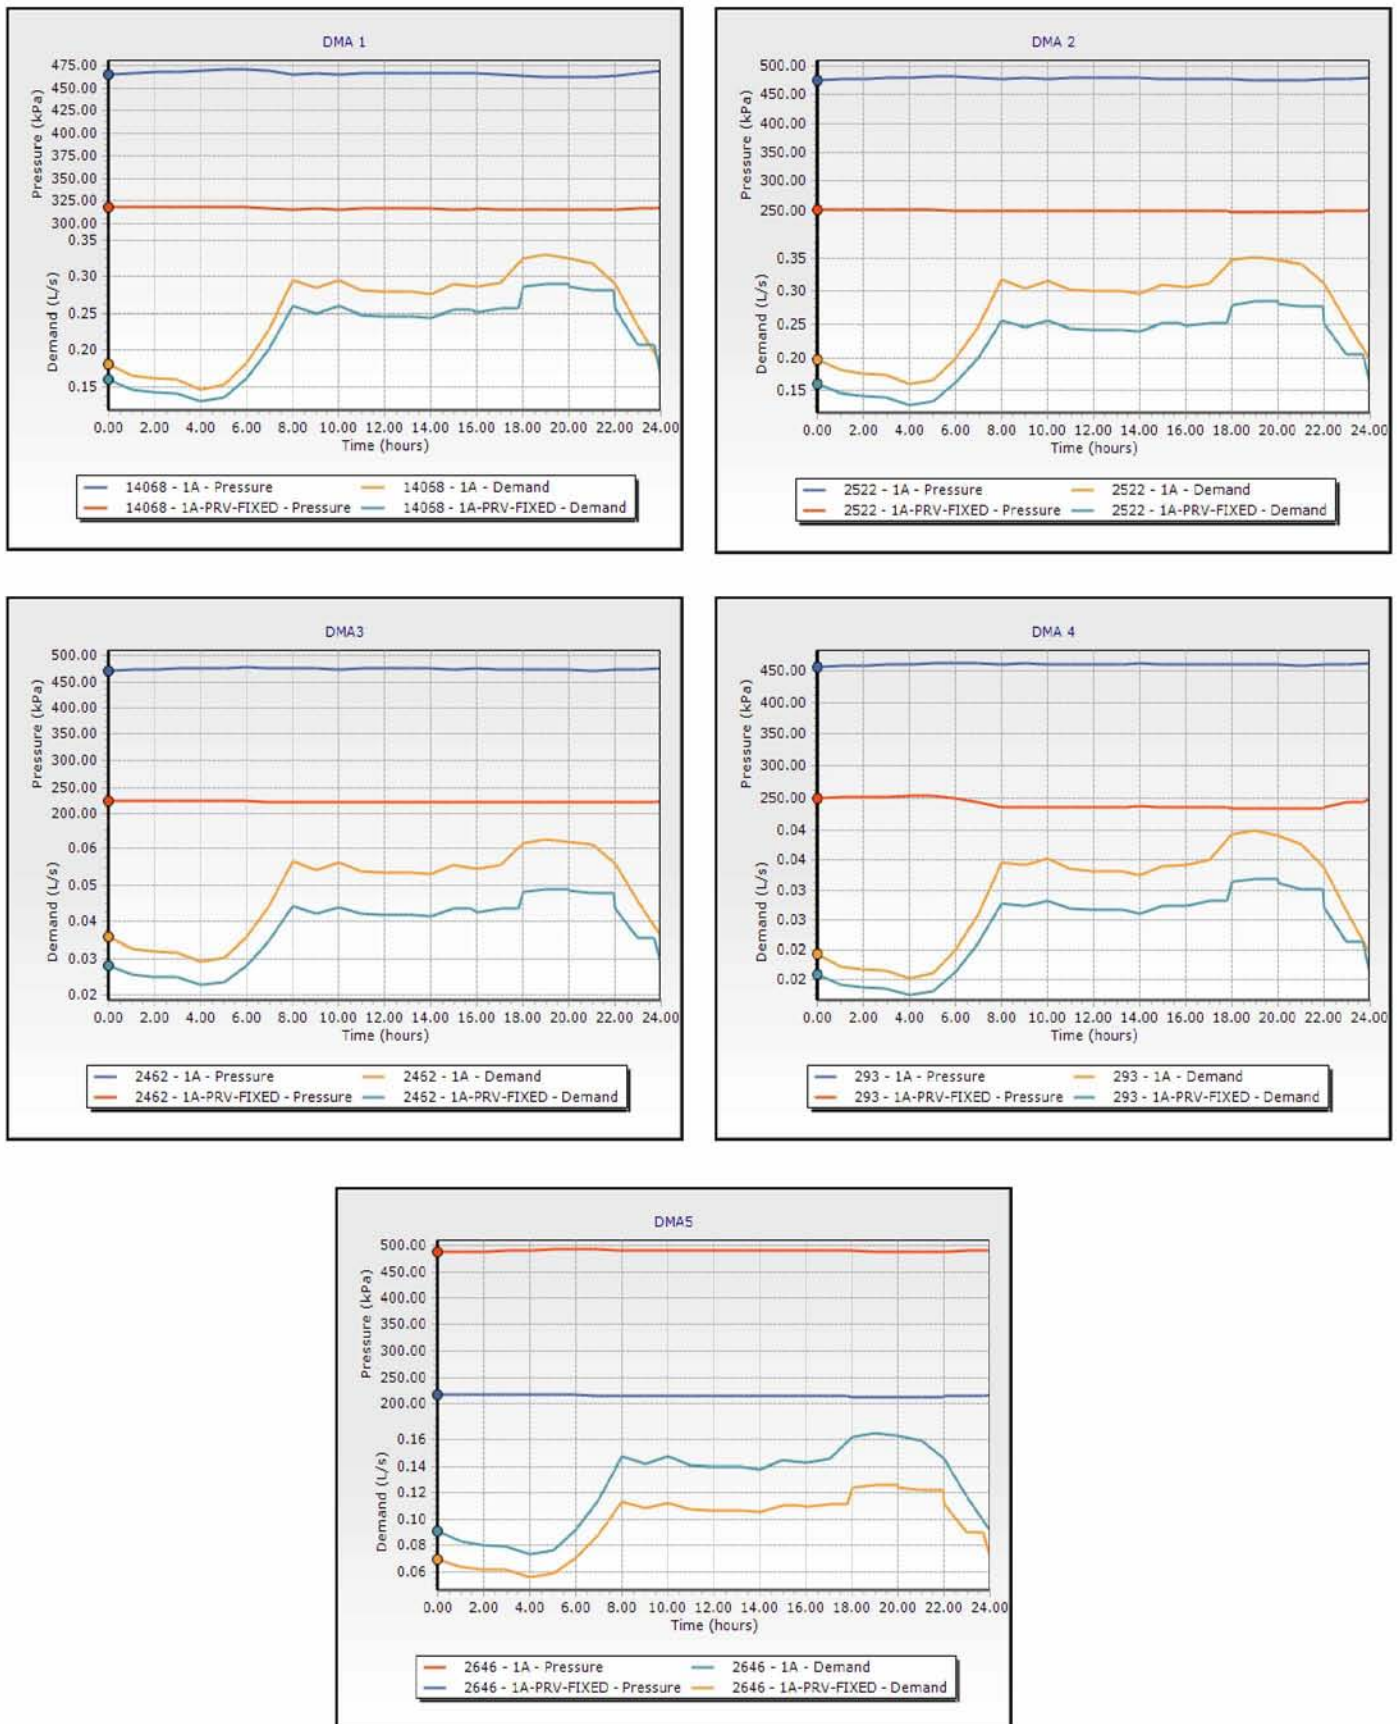 DMA 1
Pressure (kPa)
475.00
450.00
425.00
400.00
375.00
350.00
325.00
300.00
Demand (L/s)
0.35
0.30
0.25
0.20
0.15
0.00 2.00 4.00 6.00 8.00 10.00 12.00 14.00 16.00 18.00 20.00 22.00 24.00
Time (hours)
14068 - 1A - Pressure 14068 - 1A - Demand
14068 - 1A-PRV-FIXED - Pressure 14068 - 1A-PRV-FIXED - Demand
DMA 2
Pressure (kPa)
500.00
450.00
400.00
350.00
300.00
250.00
Demand (L/s)
0.35
0.30
0.25
0.20
0.15
0.00 2.00 4.00 6.00 8.00 10.00 12.00 14.00 16.00 18.00 20.00 22.00 24.00
Time (hours)
2522 - 1A - Pressure 2522 - 1A - Demand
2522 - 1A-PRV-FIXED - Pressure 2522 - 1A-PRV-FIXED - Demand
DMA3
Pressure (kPa)
500.00
450.00
400.00
350.00
300.00
250.00
200.00
Demand (L/s)
0.06
0.05
0.04
0.03
0.02
0.00 2.00 4.00 6.00 8.00 10.00 12.00 14.00 16.00 18.00 20.00 22.00 24.00
Time (hours)
2462 - 1A - Pressure 2462 - 1A - Demand
2462 - 1A-PRV-FIXED - Pressure 2462 - 1A-PRV-FIXED - Demand
DMA 4
Pressure (kPa)
450.00
400.00
350.00
300.00
250.00
Demand (L/s)
0.04
0.04
0.03
0.03
0.02
0.02
0.00 2.00 4.00 6.00 8.00 10.00 12.00 14.00 16.00 18.00 20.00 22.00 24.00
Time (hours)
293 - 1A - Pressure 293 - 1A - Demand
293 - 1A-PRV-FIXED - Pressure 293 - 1A-PRV-FIXED - Demand
DMA5
Pressure (kPa)
500.00
450.00
400.00
350.00
300.00
250.00
200.00
Demand (L/s)
0.16
0.14
0.12
0.10
0.08
0.06
0.00 2.00 4.00 6.00 8.00 10.00 12.00 14.00 16.00 18.00 20.00 22.00 24.00
Time (hours)
2646 - 1A - Pressure 2646 - 1A - Demand
2646 - 1A-PRV-FIXED - Pressure 2646 - 1A-PRV-FIXED - Demand